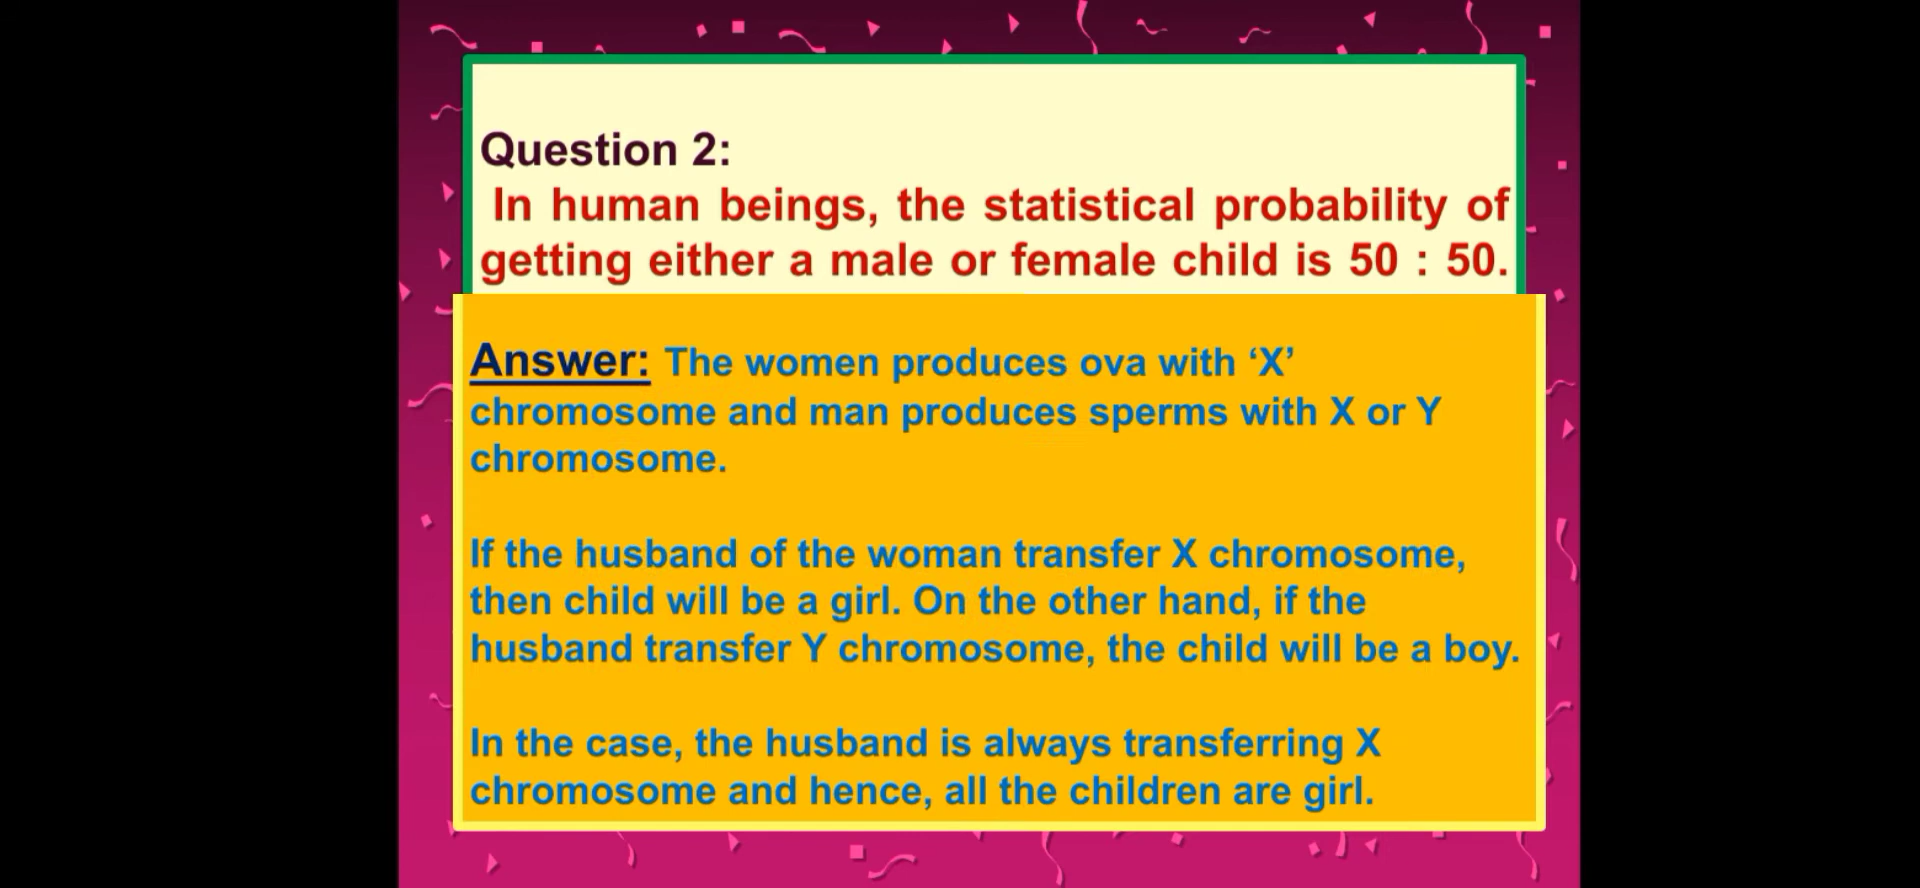 Question 2:
In human beings, the statistical probability of
getting either a male or female child is 50 : 50.
Answer: The women produces ova with ‘X’
chromosome and man produces sperms with X or Y
chromosome.
If the husband of the woman transfer X chromosome,
then child will be a girl. On the other hand, if the
husband transfer Y chromosome, the child will be a boy.
In the case, the husband is always transferring X
chromosome and hence, all the children are girl.